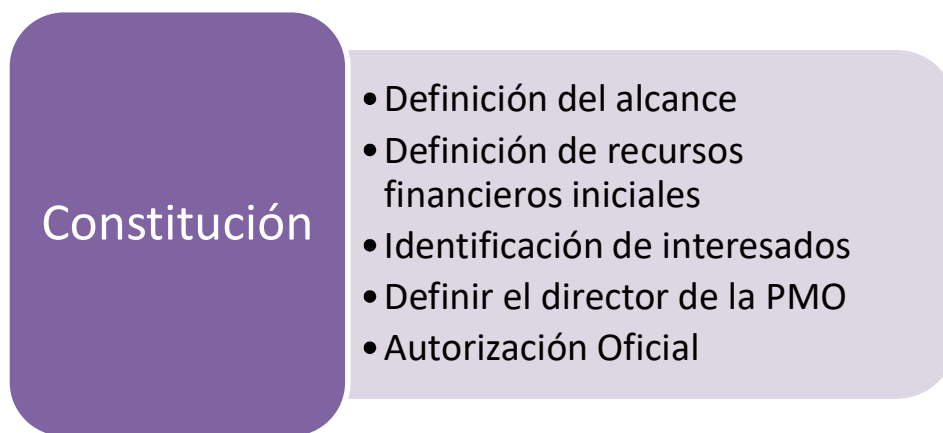 Constitución
•Definición del alcance
•Definición de recursos
financieros iniciales
•Identificación de interesados
•Definir el director de la PMO
•Autorización Oficial